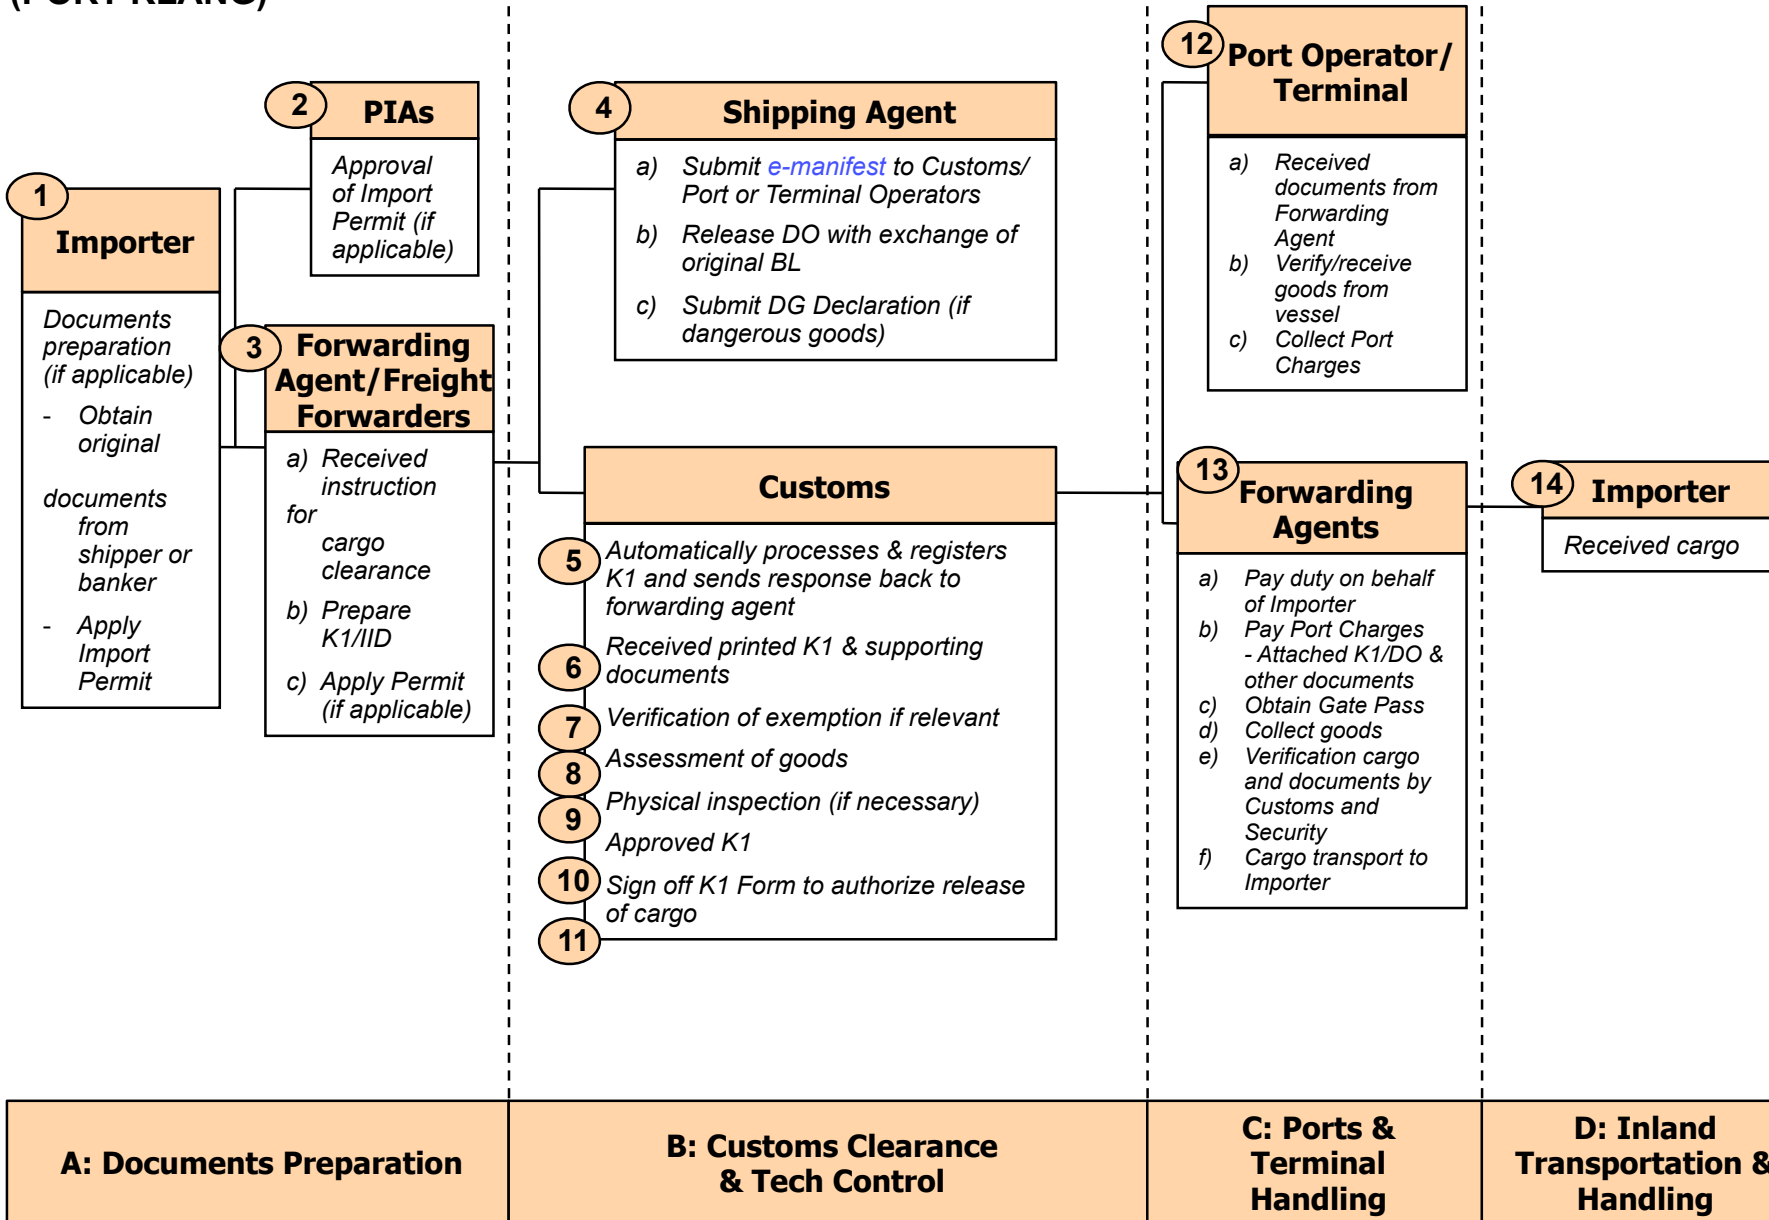 (PORT KLANG)
1
Importer
Documents
preparation
(if applicable)
- Obtain
original
documents
from
shipper or
banker
- Apply
Import
Permit
2
PIAs
Approval
of Import
Permit (if
applicable)
3
Forwarding
Agent/Freight
Forwarders
a) Received
instruction
for
cargo
clearance
b) Prepare
K1/IID
c) Apply Permit
(if applicable)
4
Shipping Agent
a) Submit e-manifest to Customs/
Port or Terminal Operators
b) Release DO with exchange of
original BL
c) Submit DG Declaration (if
dangerous goods)
Customs
5
Automatically processes & registers
K1 and sends response back to
forwarding agent
6
Received printed K1 & supporting
documents
7
Verification of exemption if relevant
8
Assessment of goods
9
Physical inspection (if necessary)
Approved K1
10
Sign off K1 Form to authorize release
of cargo
11
12
Port Operator/
Terminal
a) Received
documents from
Forwarding
Agent
b) Verify/receive
goods from
vessel
c) Collect Port
Charges
13
Forwarding
Agents
a) Pay duty on behalf
of Importer
b) Pay Port Charges
- Attached K1/DO &
other documents
c) Obtain Gate Pass
d) Collect goods
e) Verification cargo
and documents by
Customs and
Security
f) Cargo transport to
Importer
14
Importer
Received cargo
A: Documents Preparation
B: Customs Clearance
& Tech Control
C: Ports &
Terminal
Handling
D: Inland
Transportation &
Handling